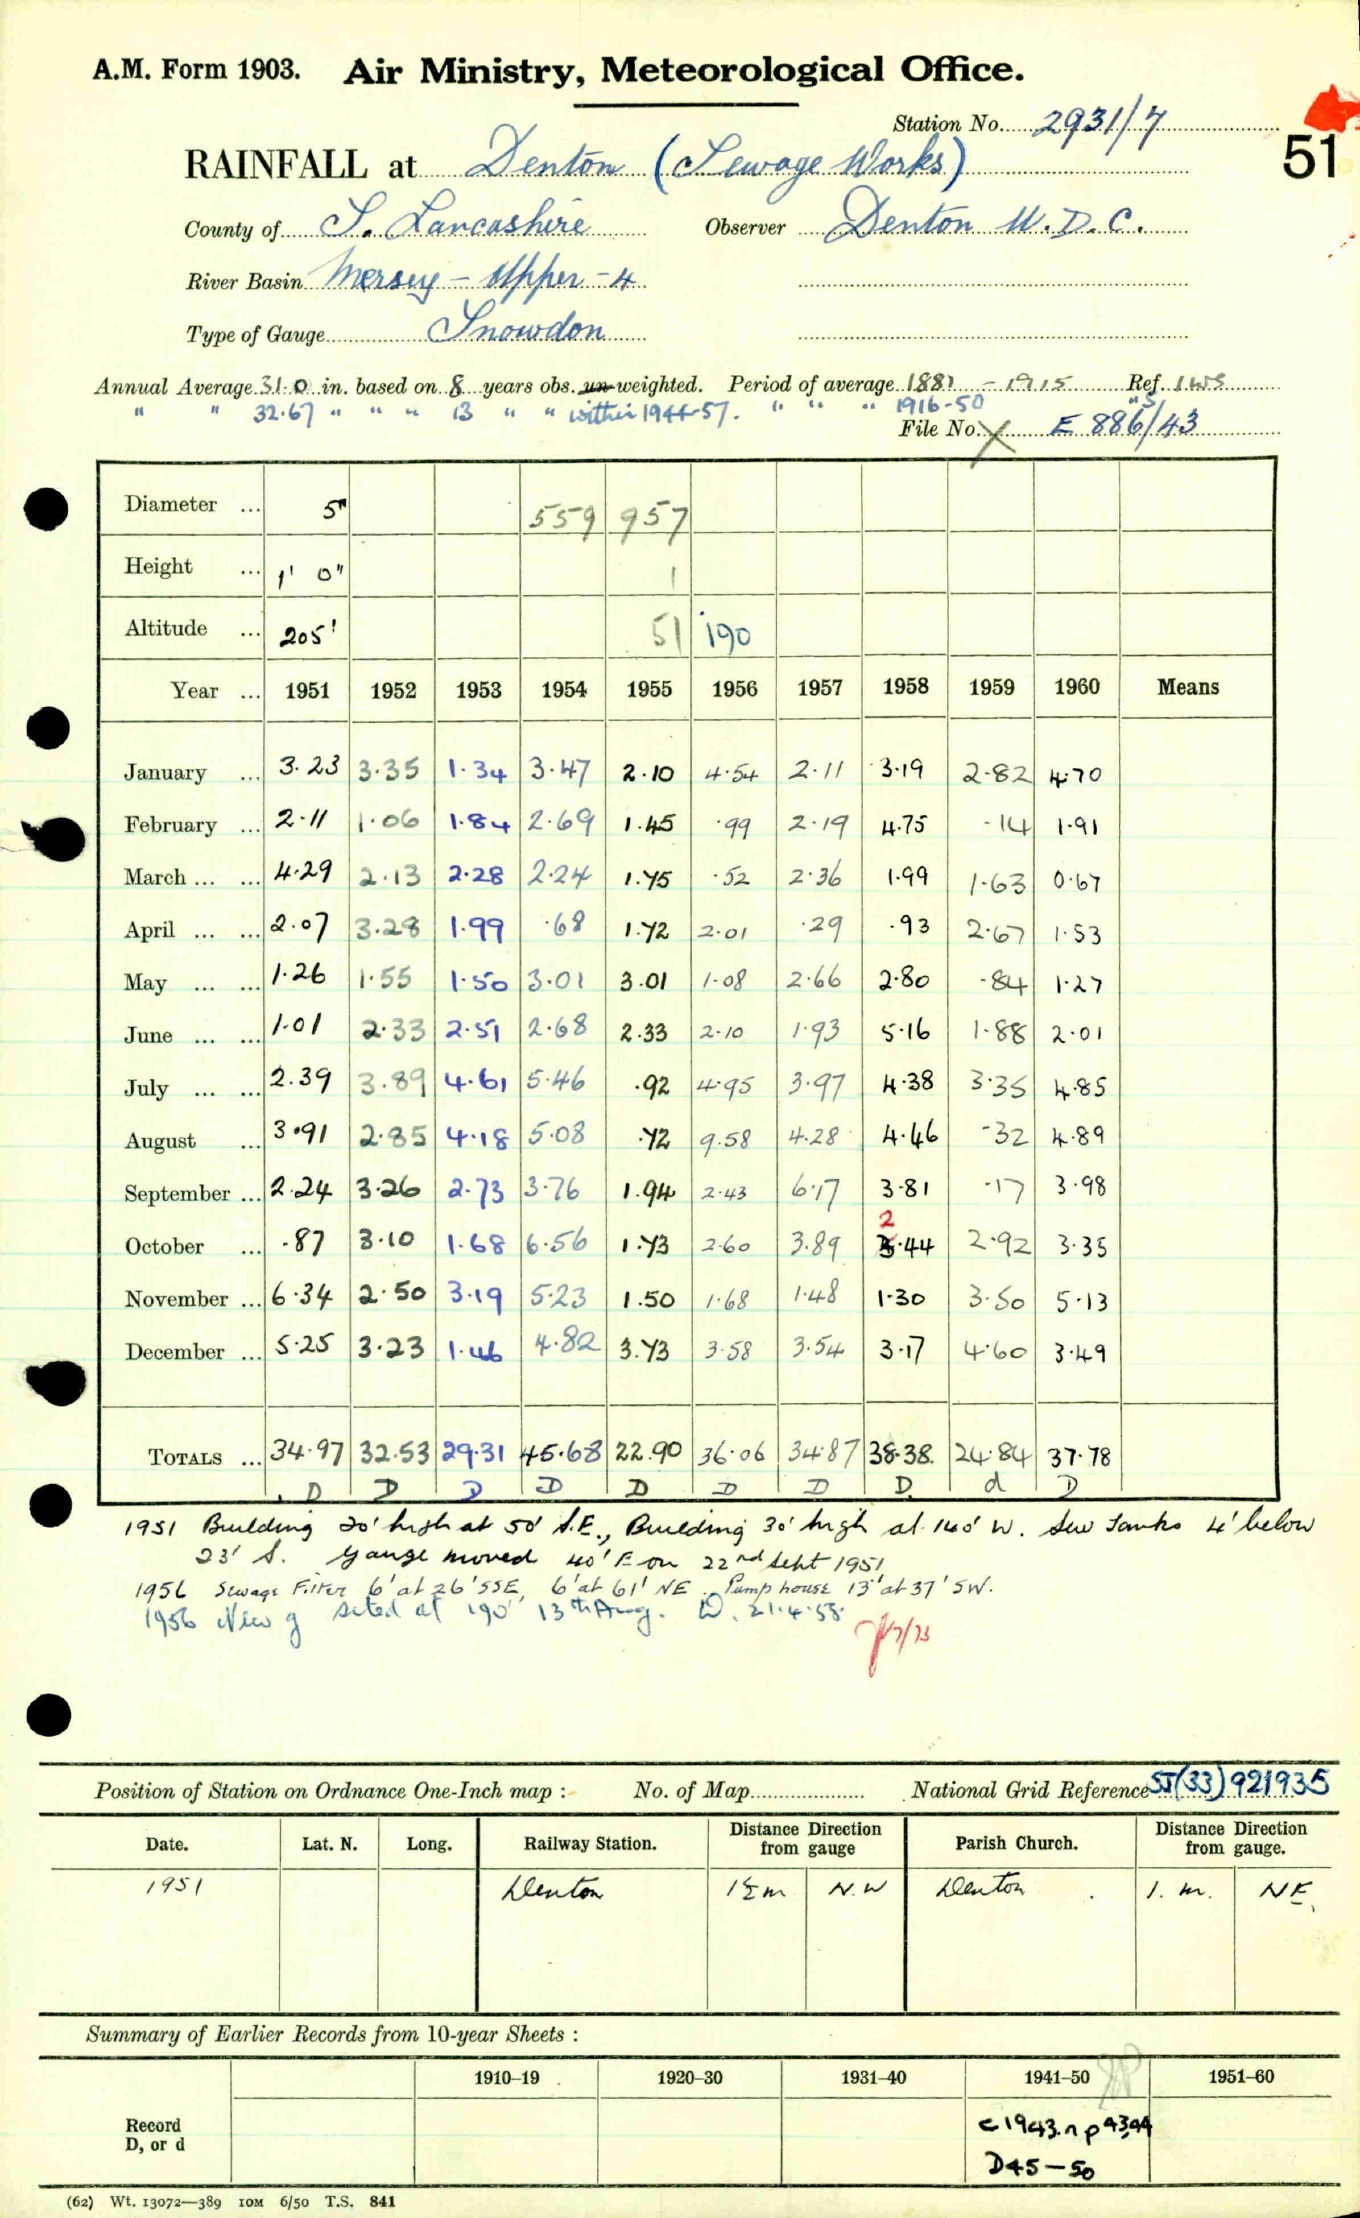 A.M. Form 1903. Air Ministry, Meteorological Office.
Station No. 2931/7
51
RAINFALL at Denton (Sewage Works)
County of S. Lancashire Observer Denton U.D.C.
River Basin Mersey - Upper - 4
Type of Gauge Snowdon
Annual Average 31.0 in. based on 8 years obs. un-weighted. Period of average 1881 - 1915 Ref. IWS
" " 32.67 " " " 13 " " within 1944-57. " " " 1916-50 "
File No. X E 886/43
Diameter ... 5" 559 957
Height ... 1' 0" 1
Altitude ... 205' 51 190
Year ... 1951 1952 1953 1954 1955 1956 1957 1958 1959 1960 Means
January ... 3.23 3.35 1.34 3.47 2.10 4.54 2.11 3.19 2.82 4.70
February ... 2.11 1.06 1.84 2.69 1.45 .99 2.19 4.75 .14 1.91
March ... ... 4.29 2.13 2.28 2.24 1.75 .52 2.36 1.99 1.63 0.67
April ... ... 2.07 3.28 1.99 .68 1.72 2.01 .29 .93 2.67 1.53
May ... ... 1.26 1.55 1.50 3.01 3.01 1.08 2.66 2.80 .84 1.27
June ... ... 1.01 2.33 2.51 2.68 2.33 2.10 1.93 5.16 1.88 2.01
July ... ... 2.39 3.89 4.61 5.46 .92 4.95 3.97 4.38 3.35 4.85
August ... 3.91 2.85 4.18 5.08 .72 9.58 4.28 4.46 .32 4.89
September ... 2.24 3.26 2.73 3.76 1.94 2.43 6.17 3.81 .17 3.98
2
October ... .87 3.10 1.68 6.56 1.73 2.60 3.89 .44 2.92 3.35
November ... 6.34 2.50 3.19 5.23 1.50 1.68 1.48 1.30 3.50 5.13
December ... 5.25 3.23 1.46 4.82 3.73 3.58 3.54 3.17 4.60 3.49
TOTALS ... 34.97 32.53 29.31 45.68 22.90 36.06 34.87 38.38. 24.84 37.78
D D D D D D D D d D
1951 Building 20' high at 50' S.E., Building 30' high at 140' W. Sew Tanks 4' below
23' S. Gauge moved 40' E on 22nd Sept 1951
1956 Sewage Filter 6' at 26' SSE, 6' at 61' NE. Pump house 13' at 37' SW.
1956 New g sited at 190' 13th Aug. D. 21.4.58
Position of Station on Ordnance One-Inch map : No. of Map National Grid Reference SJ(33)921935
Date. Lat. N. Long. Railway Station. Distance from Direction gauge Parish Church. Distance from Direction gauge.
1951 Denton 1½ m N.W Denton 1. m. NE.
Summary of Earlier Records from 10-year Sheets :
1910–19 1920–30 1931–40 1941–50 1951–60
Record D, or d c 1943. n p 43,44
D 45 - 50
(62) Wt. 13072—389 10M 6/50 T.S. 841